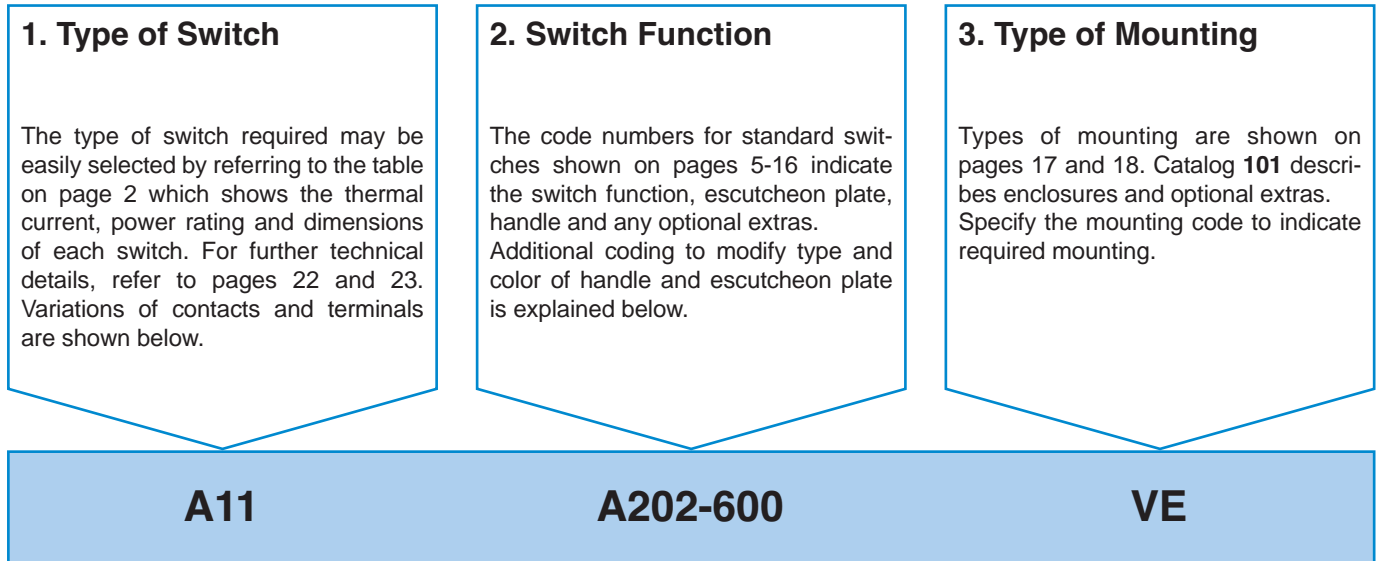 1. Type of Switch
The type of switch required may be
easily selected by referring to the table
on page 2 which shows the thermal
current, power rating and dimensions
of each switch. For further technical
details, refer to pages 22 and 23.
Variations of contacts and terminals
are shown below.
2. Switch Function
The code numbers for standard swit-
ches shown on pages 5-16 indicate
the switch function, escutcheon plate,
handle and any optional extras.
Additional coding to modify type and
color of handle and escutcheon plate
is explained below.
3. Type of Mounting
Types of mounting are shown on
pages 17 and 18. Catalog 101 descri-
bes enclosures and optional extras.
Specify the mounting code to indicate
required mounting.
A11
A202-600
VE